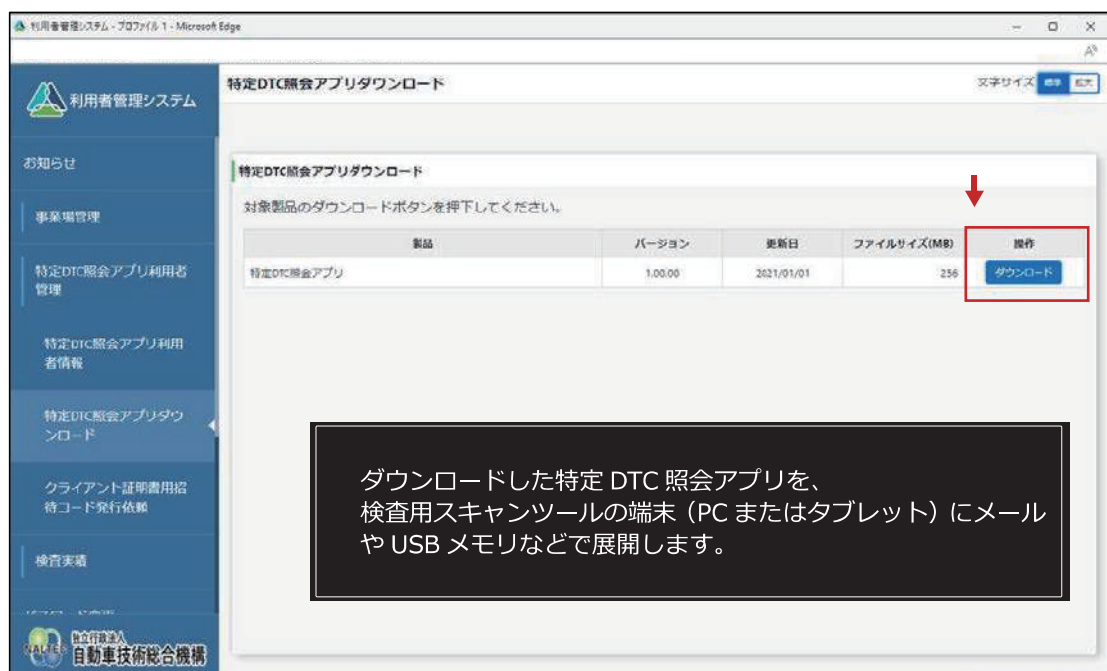 利用者管理システム - プロファイル 1 - Microsoft Edge
利用者管理システム
特定DTC照会アプリダウンロード
文字サイズ 標準 拡大
お知らせ
事業場管理
特定DTC照会アプリ利用者
管理
特定DTC照会アプリ利用
者情報
特定DTC照会アプリダウ
ンロード
クライアント証明書用招
待コード発行依頼
検査実績
特定DTC照会アプリダウンロード
対象製品のダウンロードボタンを押下してください。
製品 バージョン 更新日 ファイルサイズ(MB) 操作
特定DTC照会アプリ 1.00.00 2021/01/01 256 ダウンロード
ダウンロードした特定 DTC 照会アプリを、
検査用スキャンツールの端末（PC またはタブレット）にメール
や USB メモリなどで展開します。
NALTEC
独立行政法人
自動車技術総合機構